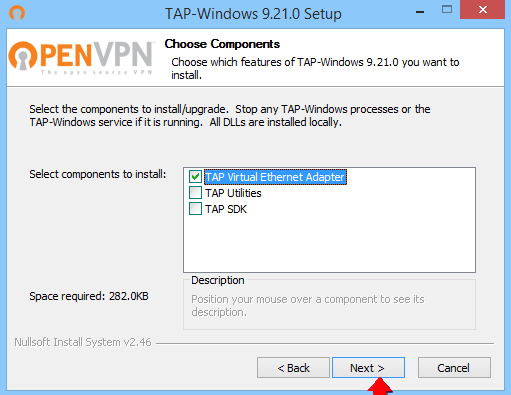 TAP-Windows 9.21.0 Setup
OPENVPN
The open source VPN
Choose Components
Choose which features of TAP-Windows 9.21.0 you want to
install.
Select the components to install/upgrade. Stop any TAP-Windows processes or the
TAP-Windows service if it is running. All DLLs are installed locally.
Select components to install:
TAP Virtual Ethernet Adapter
TAP Utilities
TAP SDK
Space required: 282.0KB
Description
Position your mouse over a component to see its
description.
Nullsoft Install System v2.46
< Back
Next >
Cancel